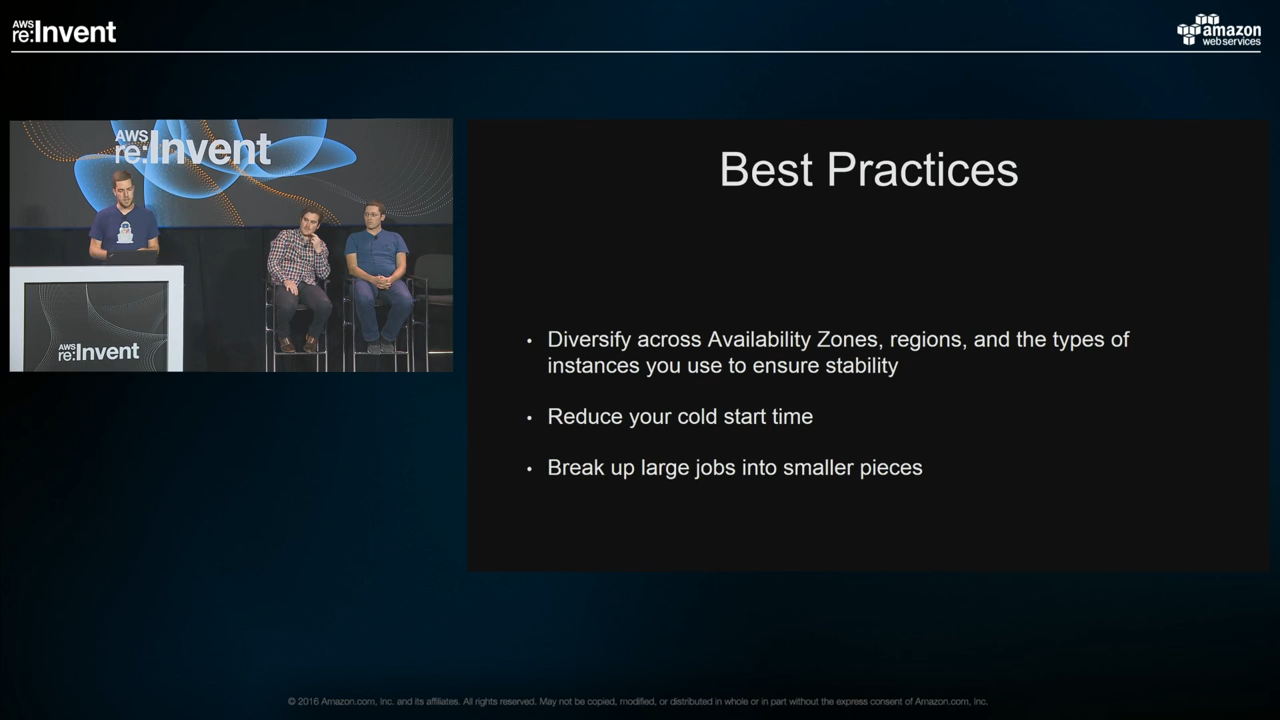 AWS
re:Invent
amazon
webservices
AWS
re:Invent
AWS
re:Invent
Best Practices
• Diversify across Availability Zones, regions, and the types of
instances you use to ensure stability
• Reduce your cold start time
• Break up large jobs into smaller pieces
© 2016 Amazon.com, Inc. and its affiliates. All rights reserved. May not be copied, modified, or distributed in whole or in part without the express consent of Amazon.com, Inc.